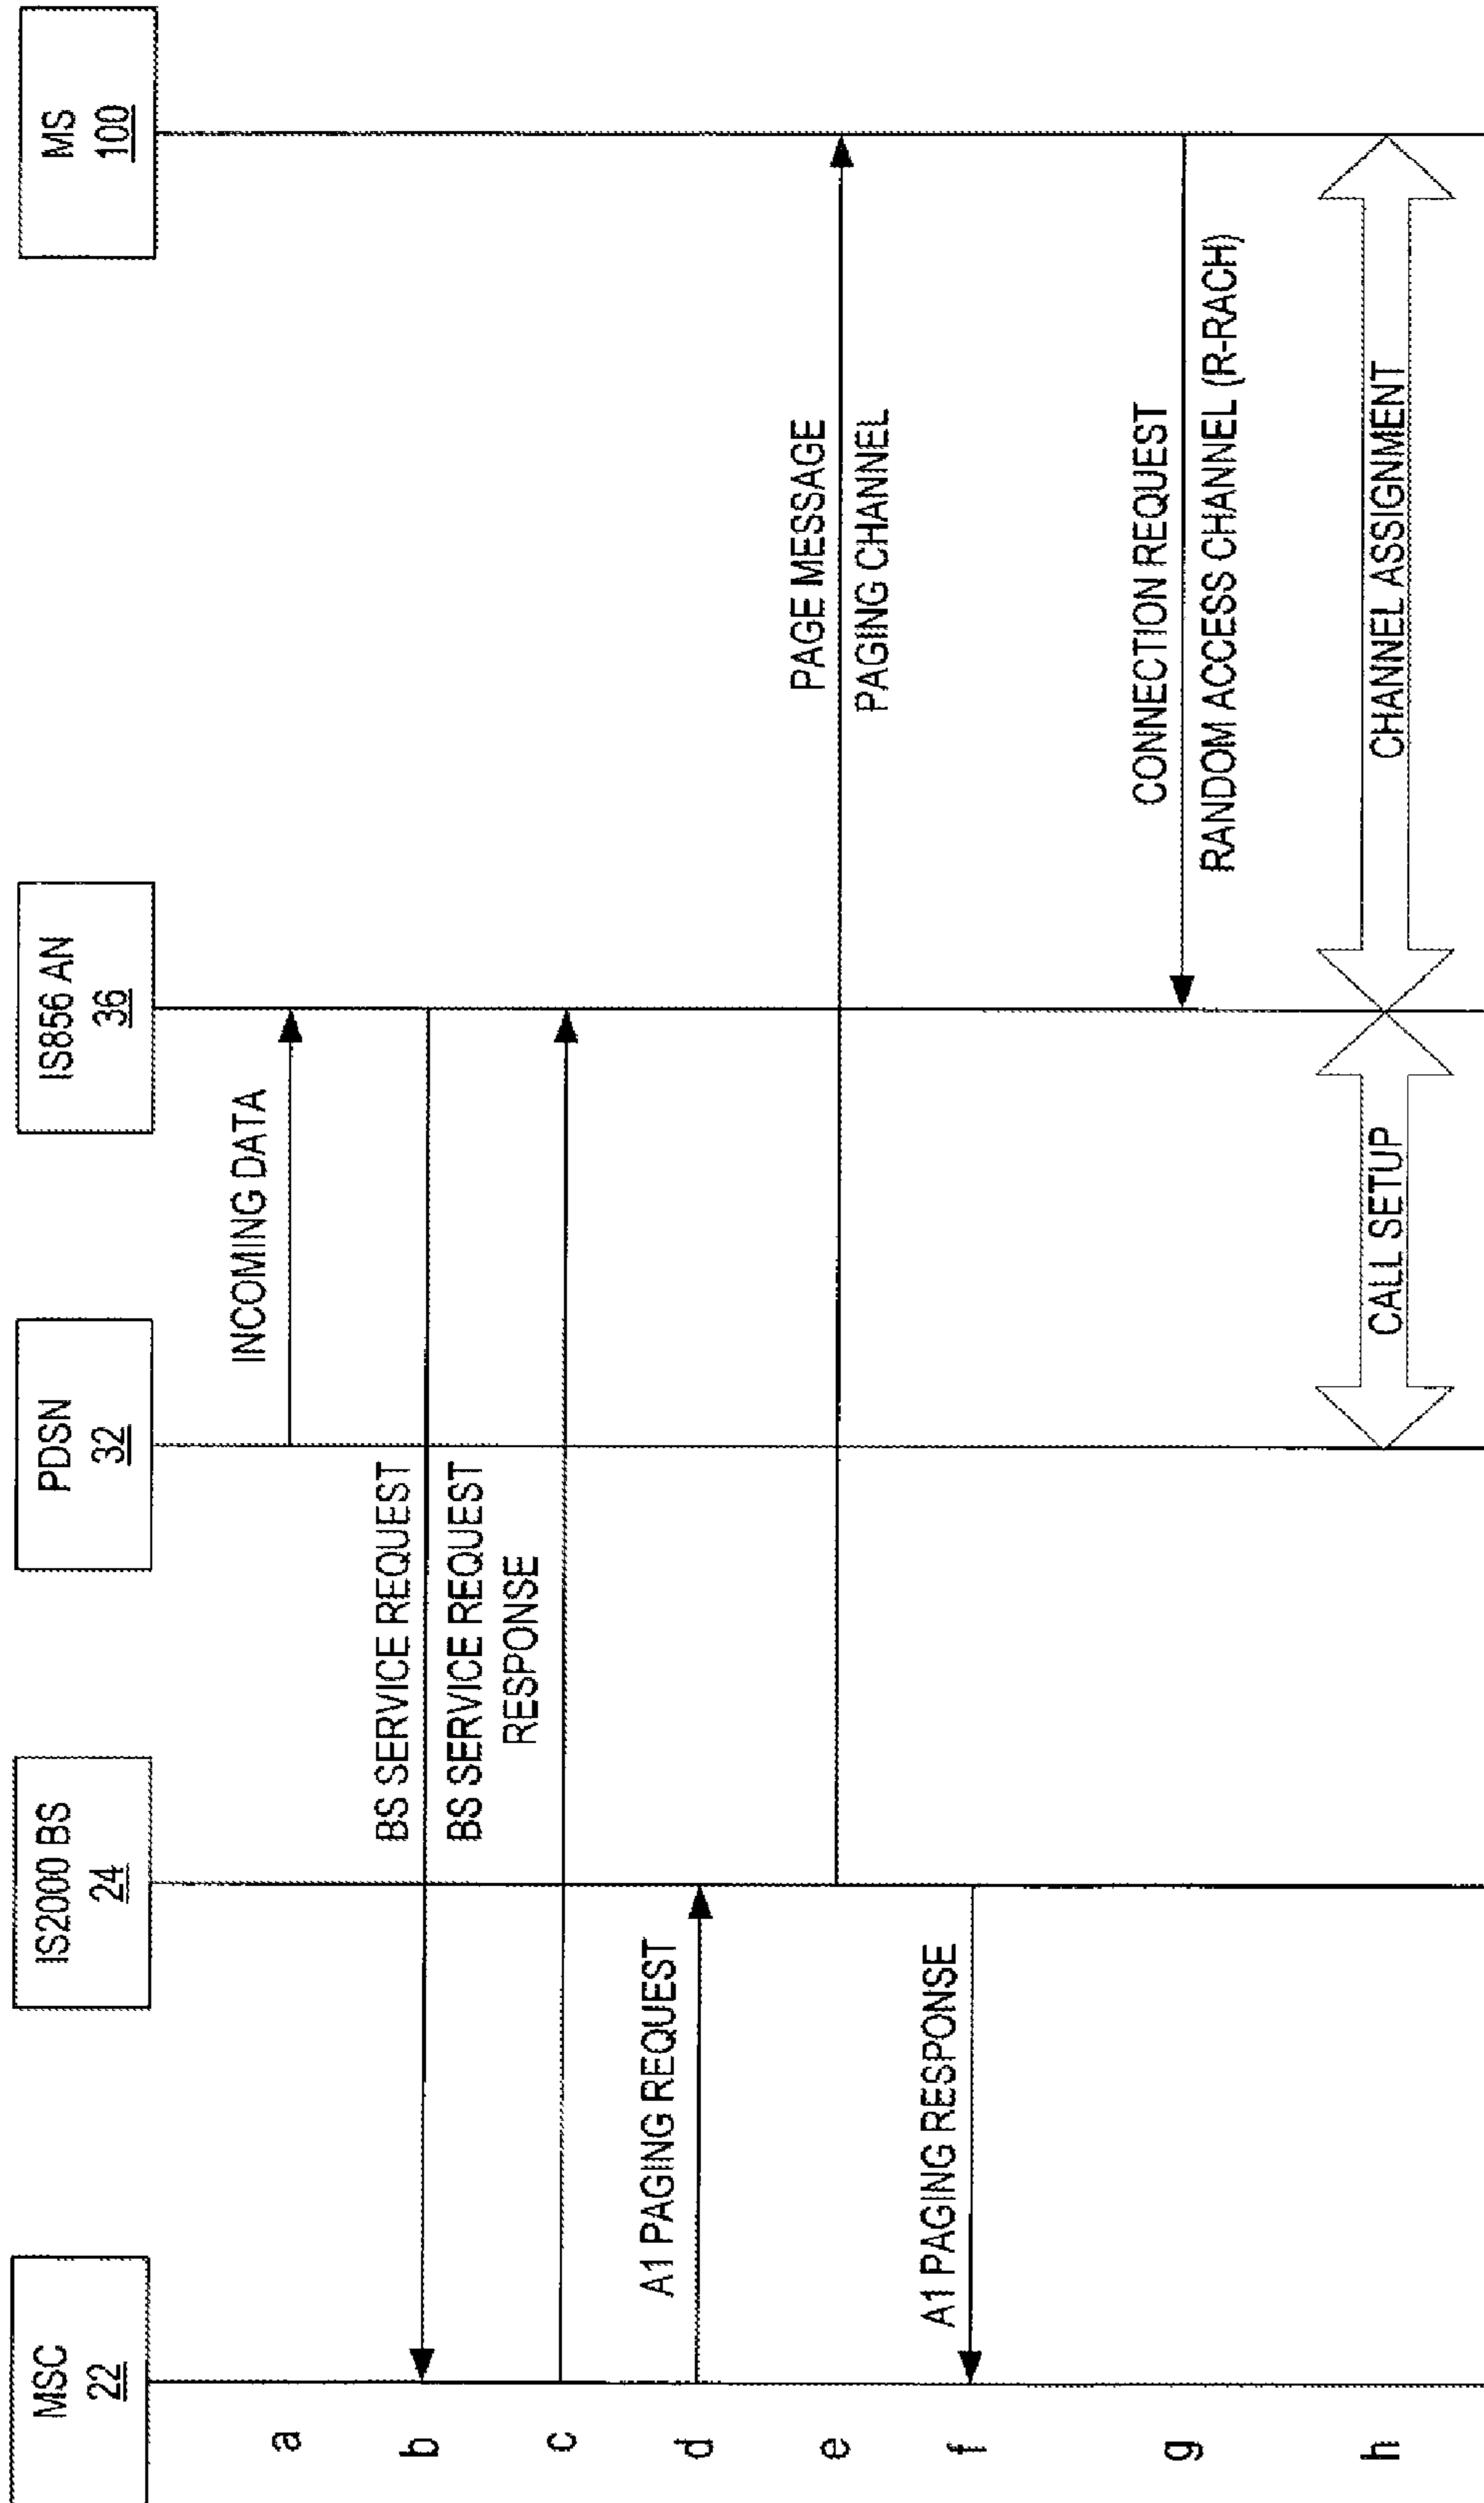 MSC
22
IS2000 BS
24
PDSN
32
IS856 AN
36
MS
100
a
INCOMING DATA
b
BS SERVICE REQUEST
BS SERVICE REQUEST
RESPONSE
c
d
A1 PAGING REQUEST
e
PAGE MESSAGE
PAGING CHANNEL
f
A1 PAGING RESPONSE
g
CONNECTION REQUEST
RANDOM ACCESS CHANNEL (R-RACH)
h
CALL SETUP
CHANNEL ASSIGNMENT